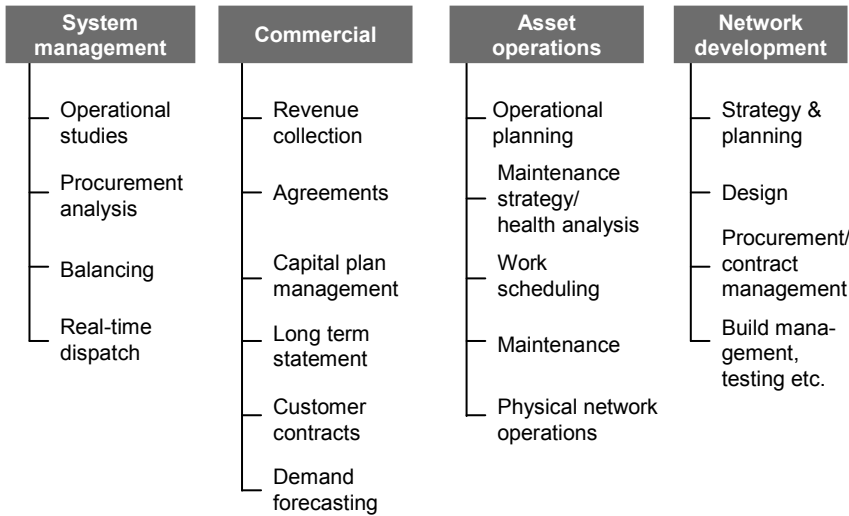 System
management
Operational
studies
Procurement
analysis
Balancing
Real-time
dispatch
Commercial
Revenue
collection
Agreements
Capital plan
management
Long term
statement
Customer
contracts
Demand
forecasting
Asset
operations
Operational
planning
Maintenance
strategy/
health analysis
Work
scheduling
Maintenance
Physical network
operations
Network
development
Strategy &
planning
Design
Procurement/
contract
management
Build mana-
gement,
testing etc.